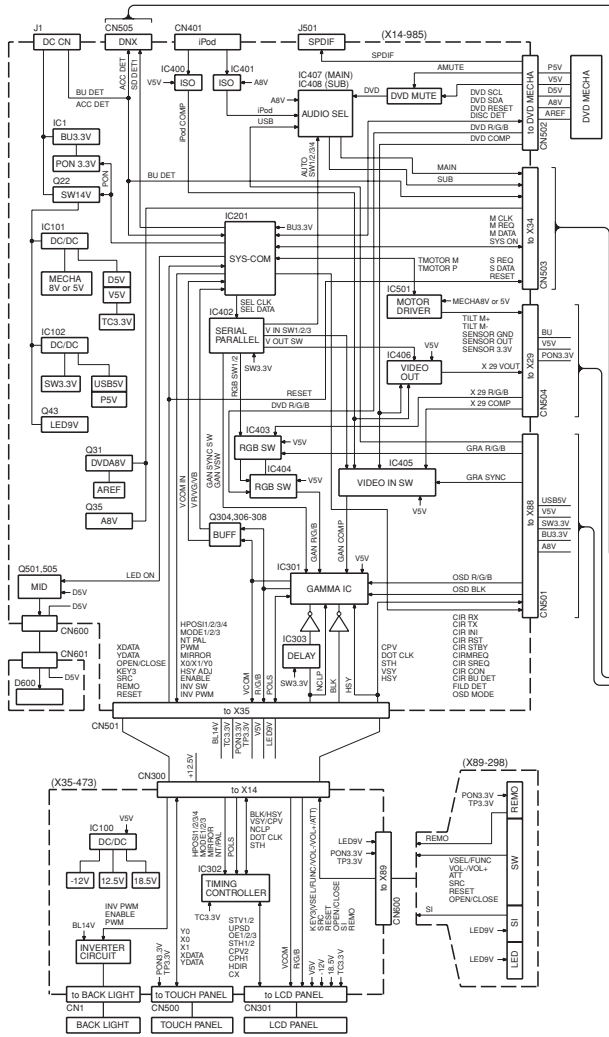 J1
DC CN
CN505
DNX
CN401
iPod
J501
SPDIF
(X14-985)
ACC DET
SD DET1
BU DET
ACC DET
IC400
ISO
V5V
IC401
ISO
A8V
iPod COMP
iPod
USB
IC407 (MAIN)
IC408 (SUB)
A8V
AUDIO SEL
SPDIF
AMUTE
DVD
DVD MUTE
DVD SCL
DVD SDA
DVD RESET
DISC DET
DVD R/G/B
DVD COMP
to DVD MECHA
CN502
P5V
V5V
D5V
A8V
AREF
DVD MECHA
IC1
BU3.3V
PON 3.3V
PON
Q22
SW14V
BU DET
AUTO
SW1/2/3/4
MAIN
SUB
IC101
DC/DC
MECHA
8V or 5V
D5V
V5V
TC3.3V
IC201
SYS-COM
BU3.3V
M CLK
M REQ
M DATA
SYS ON
TMOTOR M
TMOTOR P
S REQ
S DATA
RESET
to X34
CN503
SEL CLK
SEL DATA
IC501
MOTOR
DRIVER
MECHA8V or 5V
TILT M+
TILT M-
SENSOR GND
SENSOR OUT
SENSOR 3.3V
IC102
DC/DC
SW3.3V
USB5V
P5V
IC402
SERIAL
PARALLEL
V IN SW1/2/3
V OUT SW
SW3.3V
RGB SW1/2
IC406
VIDEO
OUT
V5V
X 29 VOUT
to X29
CN504
BU
V5V
PON3.3V
Q43
LED9V
RESET
DVD R/G/B
X 29 R/G/B
X 29 COMP
Q31
DVDA8V
AREF
Q35
A8V
IC403
RGB SW
V5V
IC404
RGB SW
V5V
GAN SYNC SW
GAN VSW
IC405
VIDEO IN SW
V5V
GRA R/G/B
GRA SYNC
to X88
CN501
USB5V
V5V
SW3.3V
BU3.3V
A8V
V COM IN
V R/VG/VB
Q304,306-308
BUFF
GAN R/G/B
GAN COMP
V5V
Q501,505
MID
LED ON
D5V
D5V
CN600
CN601
D5V
D600
IC301
GAMMA IC
OSD R/G/B
OSD BLK
IC303
DELAY
SW3.3V
NCLP
BLK
HSY
XDATA
YDATA
OPEN/CLOSE
KEY3
SRC
REMO
RESET
HPOSI1/2/3/4
MODE1/2/3
NT PAL
PWM
MIRROR
X0/X1/Y0
HSY ADJ
ENABLE
INV SW
INV PWM
VCOM
R/G/B
POLS
CPV
DOT CLK
STH
VSY
HSY
CIR RX
CIR TX
CIR INI
CIR RST
CIR STBY
CIRMREQ
CIR SREQ
CIR CON
CIR BU DET
FILD DET
OSD MODE
to X35
CN501
BL14V
TC3.3V
PON3.3V
TP3.3V
V5V
LED9V
+12.5V
CN300
to X14
(X35-473)
(X89-298)
IC100
V5V
DC/DC
-12V
12.5V
18.5V
HPOSI1/2/3/4
MODE1/2/3
MIRROR
NT/PAL
POLS
BLK/HSY
VSY/CPV
NCLP
DOT CLK
STH
IC302
TIMING
CONTROLLER
TC3.3V
KEY3(VSEL/FUNC/VOL-/VOL+/ATT)
SRC
RESET
OPEN/CLOSE
SI
REMO
LED9V
PON3.3V
TP3.3V
to X89
CN600
PON3.3V
TP3.3V
REMO
REMO
VSEL/FUNC
VOL-/VOL+
ATT
SRC
RESET
OPEN/CLOSE
SW
SI
LED9V
SI
LED9V
LED
INV PWM
ENABLE
PWM
BL14V
INVERTER
CIRCUIT
Y0
X0
X1
XDATA
YDATA
PON3.3V
TP3.3V
STV1/2
UPSD
OE1/2/3
STH1/2
CPV2
CPH1
HDIR
CX
VCOM
R/G/B
V5V
-12V
18.5V
TC3.3V
to BACK LIGHT
CN1
BACK LIGHT
to TOUCH PANEL
CN500
TOUCH PANEL
to LCD PANEL
CN301
LCD PANEL